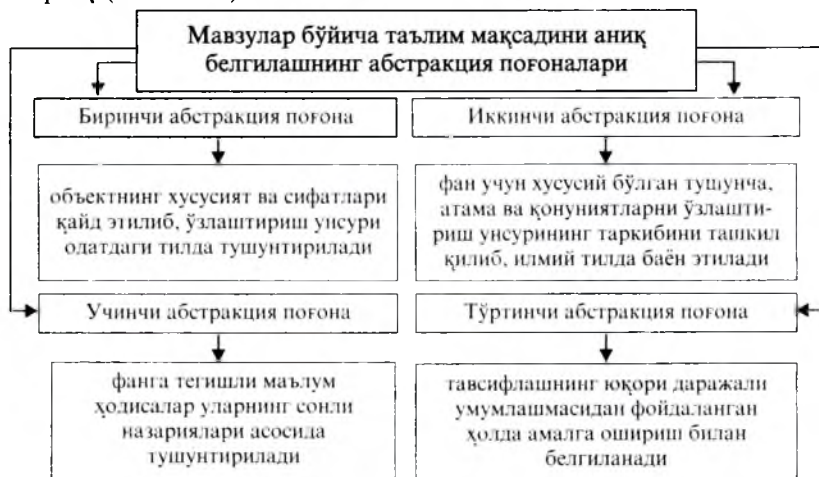 Мавзулар бўйича таълим мақсадини аниқ
белгилашнинг абстракция поғоналари
Биринчи абстракция поғона
Иккинчи абстракция поғона
объектнинг хусусият ва сифатлари
қайд этилиб, ўзлаштириш унсури
одатдаги тилда тушунтирилади
фан учун хусусий бўлган тушунча,
атама ва қонуниятларни ўзлашти-
риш унсурининг таркибини ташкил
қилиб, илмий тилда баён этилади
Учинчи абстракция поғона
Тўртинчи абстракция поғона
фанга тегишли маълум
ҳодисалар уларнинг сонли
назариялари асосида
тушунтирилади
тавсифлашнинг юқори даражали
умумлашмасидан фойдаланган
ҳолда амалга ошириш билан
белгиланади